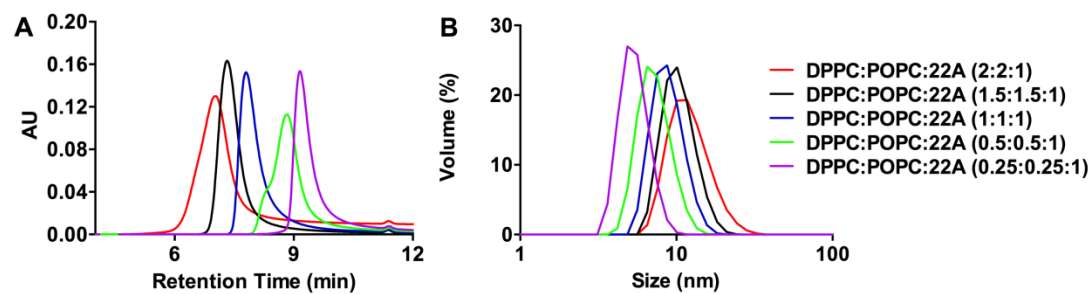 A
AU
0.20
0.16
0.12
0.08
0.04
0.00
6
9
12
Retention Time (min)
B
Volume (%)
30
20
10
0
1
10
100
Size (nm)
DPPC:POPC:22A (2:2:1)
DPPC:POPC:22A (1.5:1.5:1)
DPPC:POPC:22A (1:1:1)
DPPC:POPC:22A (0.5:0.5:1)
DPPC:POPC:22A (0.25:0.25:1)